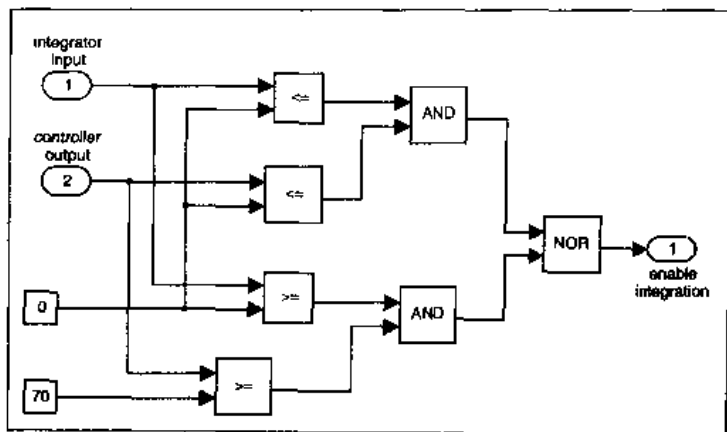 integrator
input
1
<=
AND
controller
output
2
<=
NOR
1
enable
integration
0
>=
AND
70
>=